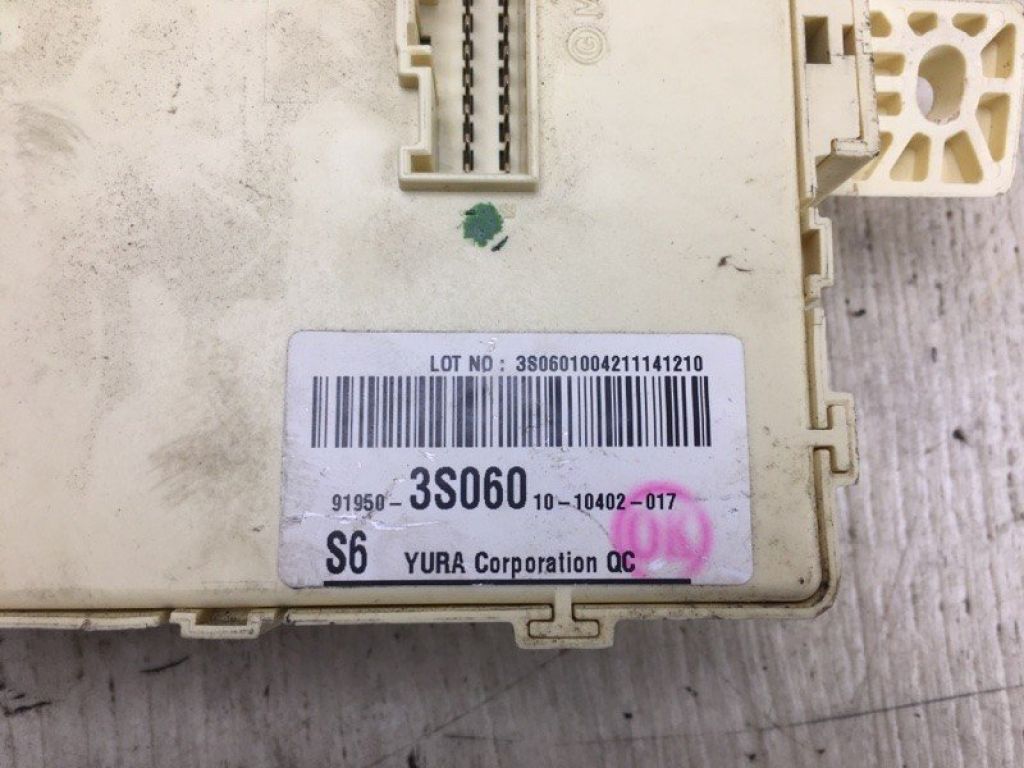 G M
LOT NO : 3S0601004211141210
91950-3S060 10-10402-017
S6 YURA Corporation QC
OK